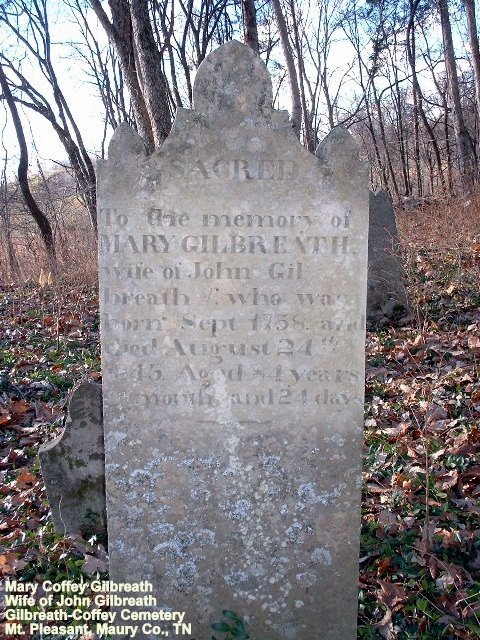 SACRED
To the memory of
MARY GILBREATH.
wife of John Gil
breath who was
born Sept 1758. and
died August 24th
Aged 84 years
month and 24 days
Mary Coffey Gilbreath
Wife of John Gilbreath
Gilbreath-Coffey Cemetery
Mt. Pleasant, Maury Co., TN